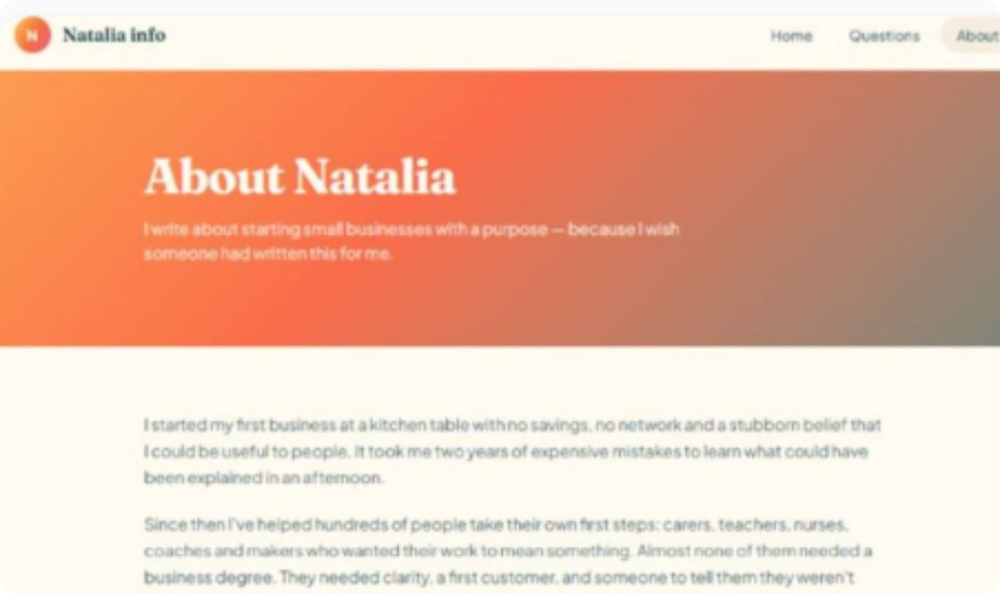 N
Natalia info
Home
Questions
About
About Natalia
I write about starting small businesses with a purpose — because I wish
someone had written this for me.
I started my first business at a kitchen table with no savings, no network and a stubborn belief that
I could be useful to people. It took me two years of expensive mistakes to learn what could have
been explained in an afternoon.
Since then I've helped hundreds of people take their own first steps: carers, teachers, nurses,
coaches and makers who wanted their work to mean something. Almost none of them needed a
business degree. They needed clarity, a first customer, and someone to tell them they weren't